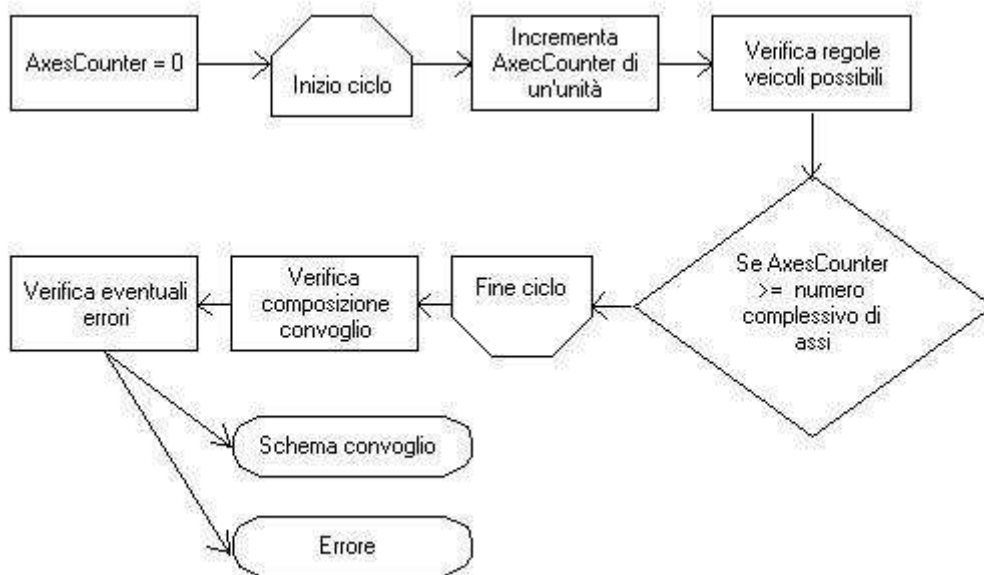 AxesCounter = 0
Inizio ciclo
Incrementa
AxecCounter di
un'unità
Verifica regole
veicoli possibili
Se AxesCounter
>= numero
complessivo di
assi
Fine ciclo
Verifica
composizione
convoglio
Verifica eventuali
errori
Schema convoglio
Errore